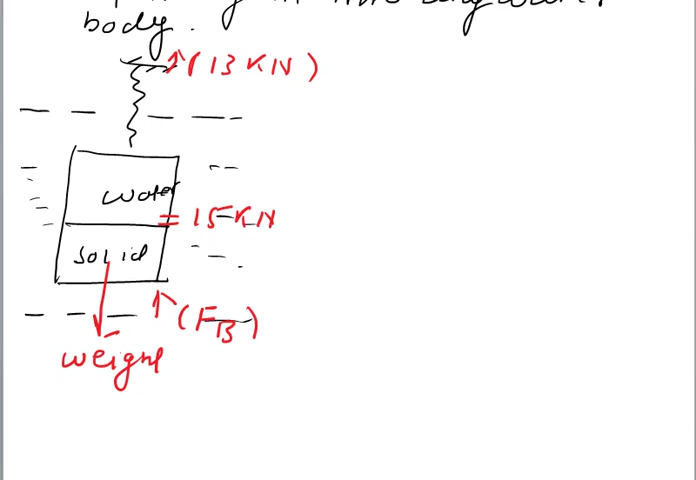 body.
(13 KN)
water
= 15 KN
solid
(FB)
weight